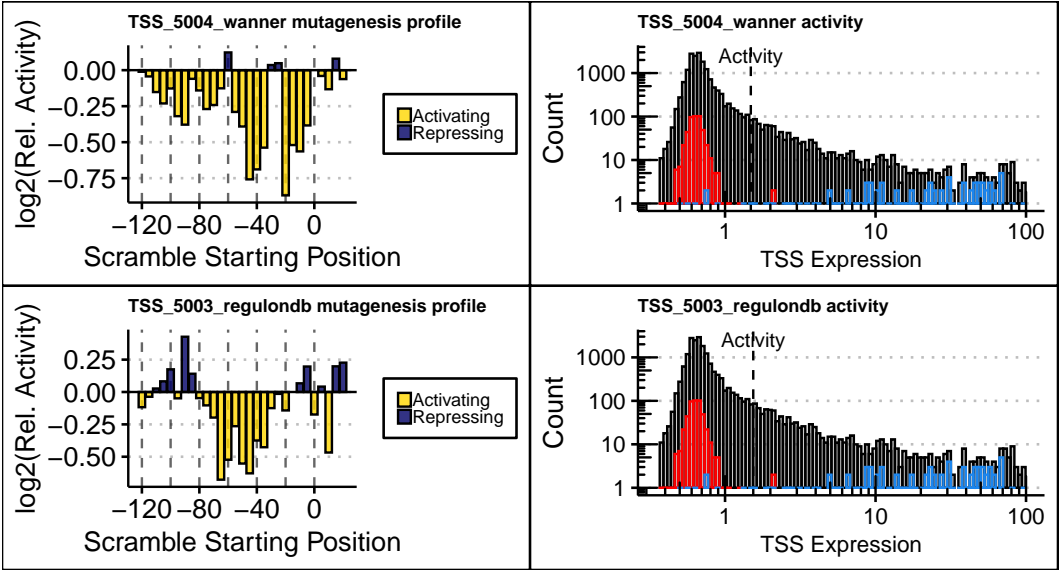 TSS_5004_wanner mutagenesis profile
log2(Rel. Activity)
0.00
−0.25
−0.50
−0.75
−120 −80 −40 0
Scramble Starting Position
Activating
Repressing
TSS_5004_wanner activity
Activity
Count
1000
100
10
1
1 10 100
TSS Expression
TSS_5003_regulondb mutagenesis profile
log2(Rel. Activity)
0.25
0.00
−0.25
−0.50
−120 −80 −40 0
Scramble Starting Position
Activating
Repressing
TSS_5003_regulondb activity
Activity
Count
1000
100
10
1
1 10 100
TSS Expression